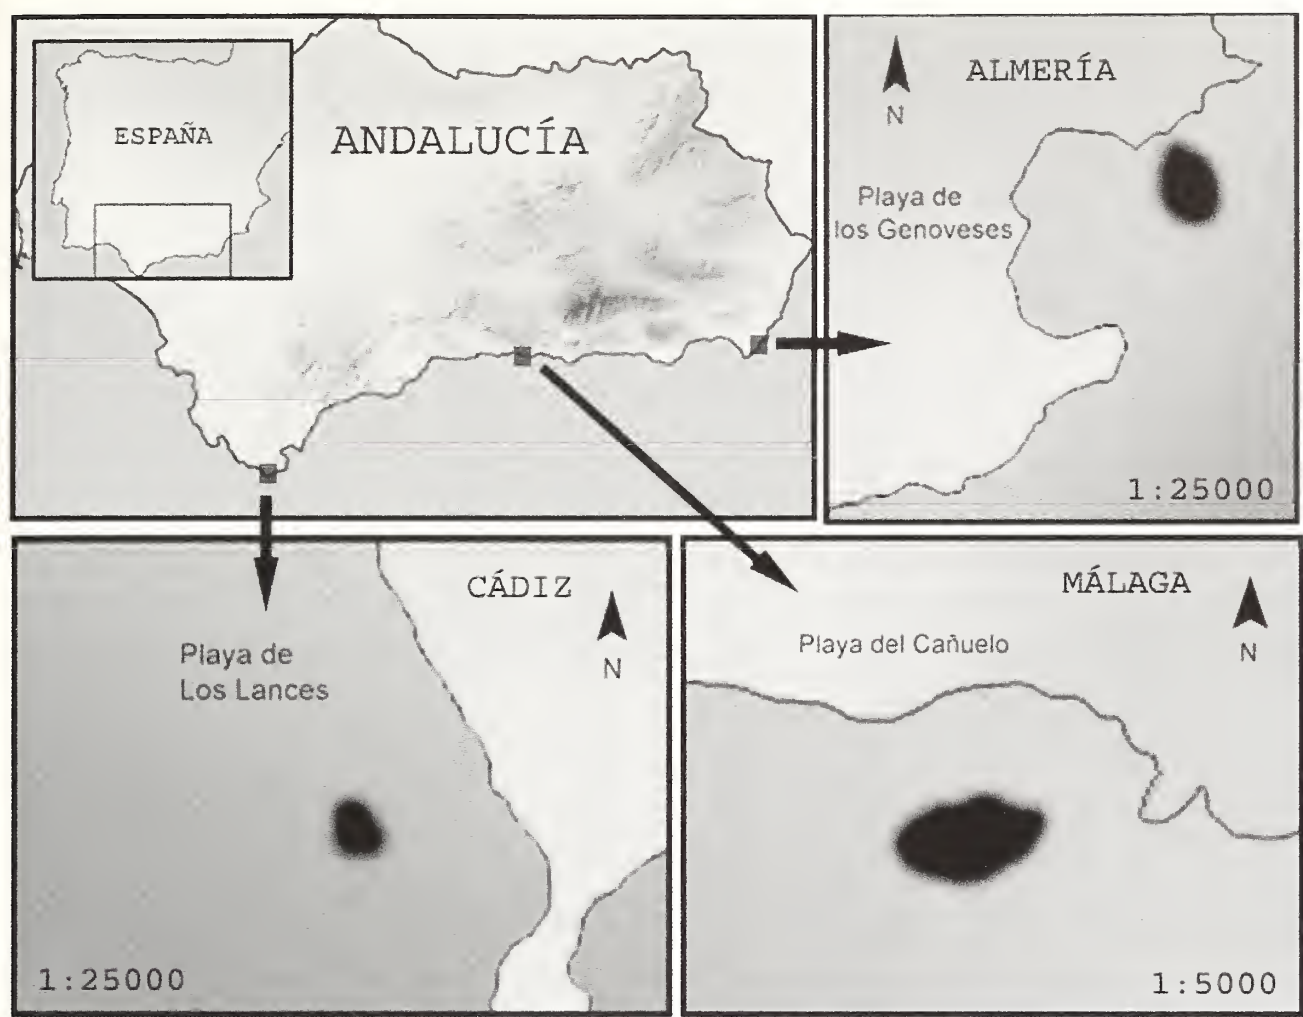 ESPAÑA
ANDALUCÍA
ALMERÍA
N
Playa de
los Genoveses
1:25000
CÁDIZ
N
Playa de
Los Lances
1:25000
MÁLAGA
N
Playa del Cañuelo
1:5000